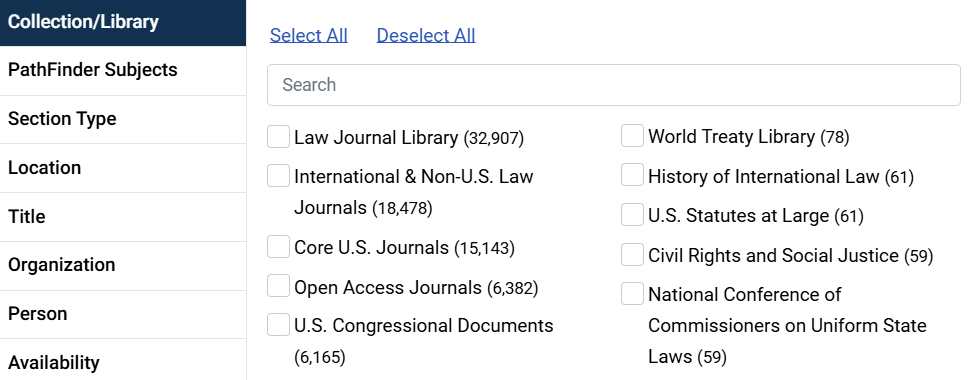 Collection/Library
PathFinder Subjects
Section Type
Location
Title
Organization
Person
Availability
Select All
Deselect All
Search
Law Journal Library (32,907)
International & Non-U.S. Law
Journals (18,478)
Core U.S. Journals (15,143)
Open Access Journals (6,382)
U.S. Congressional Documents
(6,165)
World Treaty Library (78)
History of International Law (61)
U.S. Statutes at Large (61)
Civil Rights and Social Justice (59)
National Conference of
Commissioners on Uniform State
Laws (59)